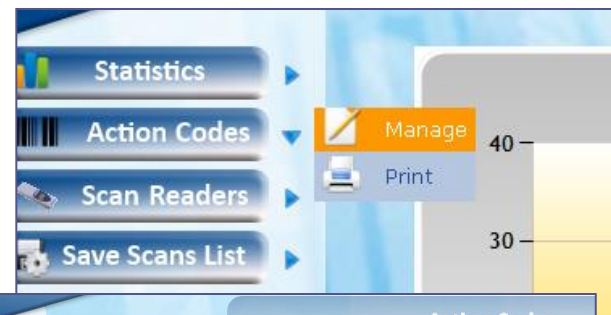 Statistics
Action Codes
Manage
40
Print
Scan Readers
30
Save Scans List